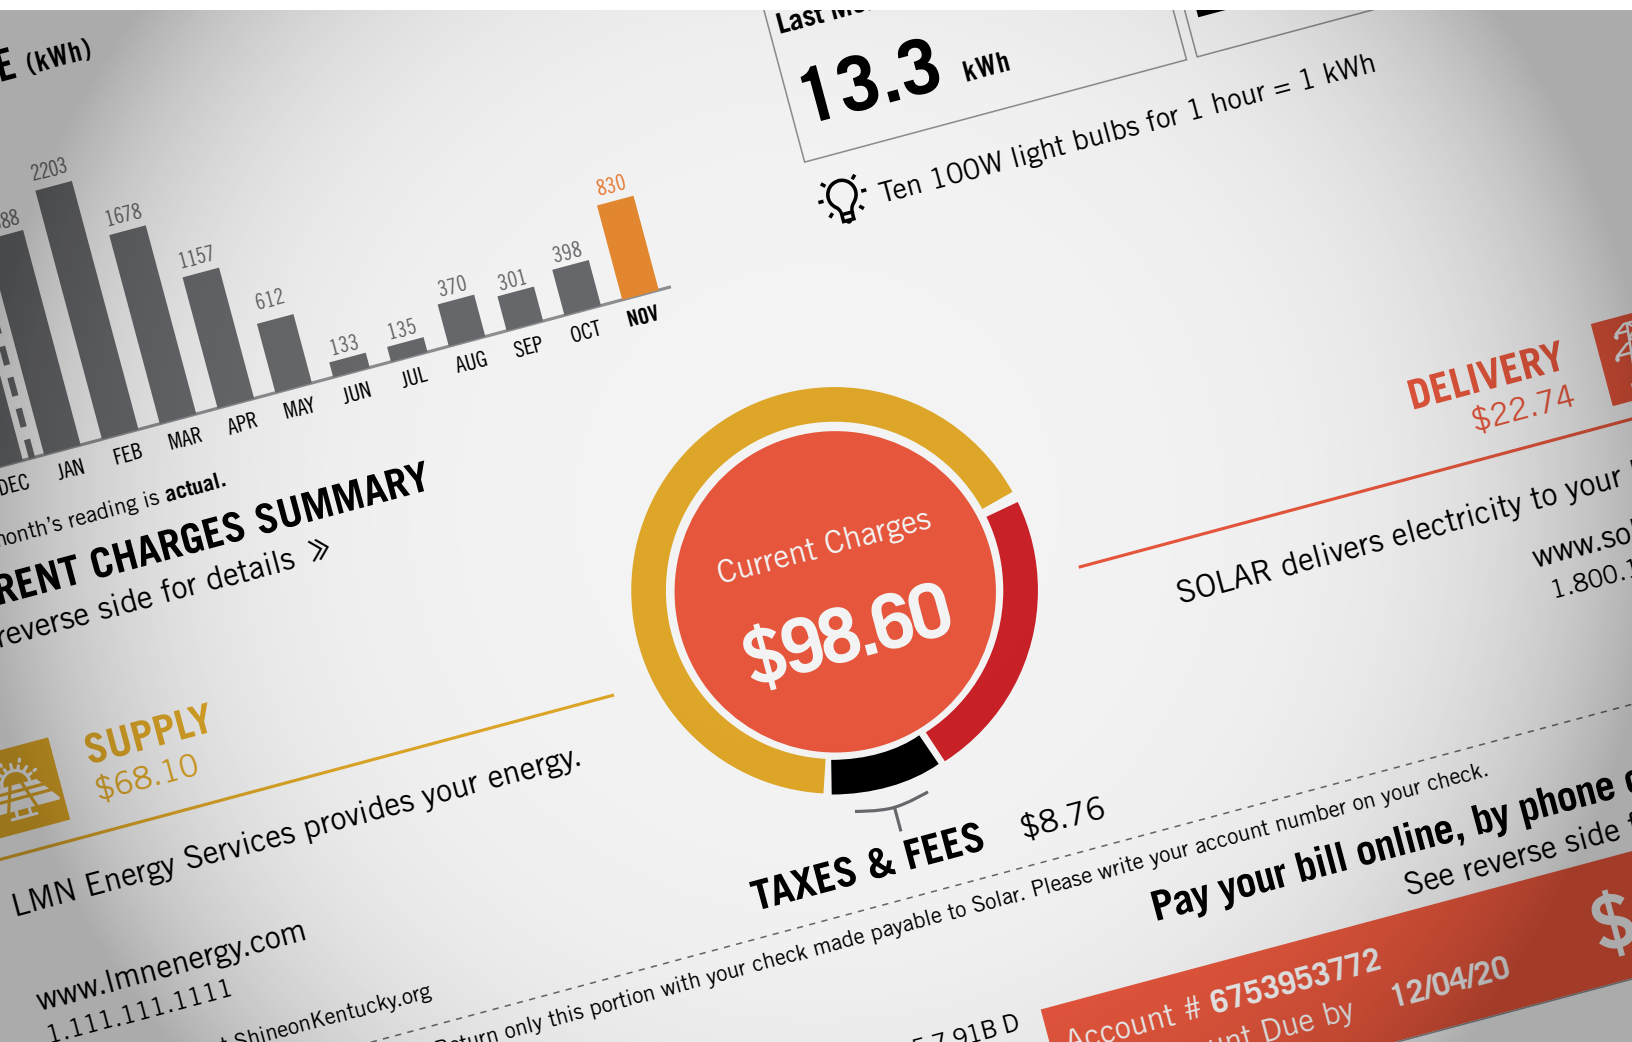 (kWh)
2203
1678
1157
612
133
135
370
301
398
830
DEC
JAN
FEB
MAR
APR
MAY
JUN
JUL
AUG
SEP
OCT
NOV
reading is actual.
CHARGES SUMMARY
reverse side for details
Last
13.3 kWh
Ten 100W light bulbs for 1 hour = 1 kWh
Current Charges
$98.60
SUPPLY
$68.10
LMN Energy Services provides your energy.
www.lmnenergy.com
1.111.111.1111
DELIVERY
$22.74
SOLAR delivers electricity to your
www.so
1.800.1
TAXES & FEES $8.76
ShineonKentucky.org
Return only this portion with your check made payable to Solar. Please write your account number on your check.
Pay your bill online, by phone
See reverse side
7.91B D
Account # 6753953772
Due by 12/04/20
$